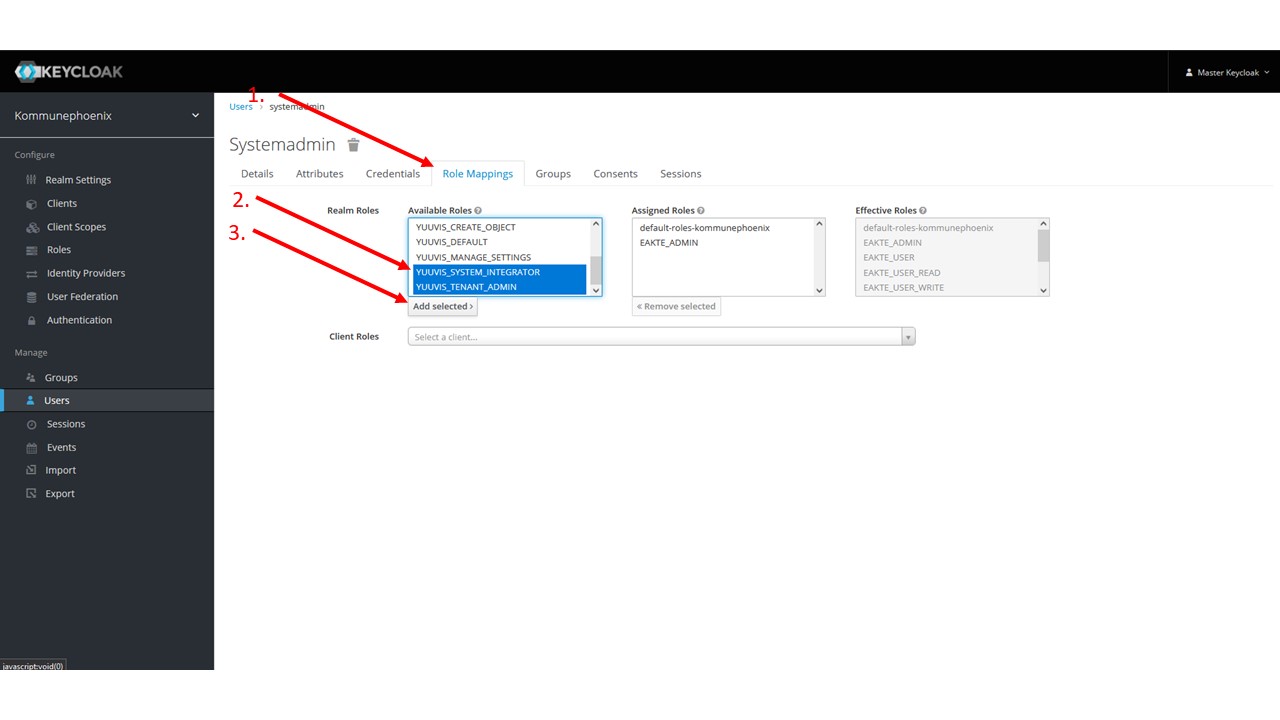 KEYCLOAK
Master Keycloak
Kommunephoenix
Configure
Realm Settings
Clients
Client Scopes
Roles
Identity Providers
User Federation
Authentication
Manage
Groups
Users
Sessions
Events
Import
Export
javascript:void(0)
1.
Users > systemadmin
Systemadmin
Details Attributes Credentials Role Mappings Groups Consents Sessions
2.
3.
Realm Roles
Available Roles
YUUVIS_CREATE_OBJECT
YUUVIS_DEFAULT
YUUVIS_MANAGE_SETTINGS
YUUVIS_SYSTEM_INTEGRATOR
YUUVIS_TENANT_ADMIN
Add selected >
Assigned Roles
default-roles-kommunephoenix
EAKTE_ADMIN
« Remove selected
Effective Roles
default-roles-kommunephoenix
EAKTE_ADMIN
EAKTE_USER
EAKTE_USER_READ
EAKTE_USER_WRITE
Client Roles
Select a client...